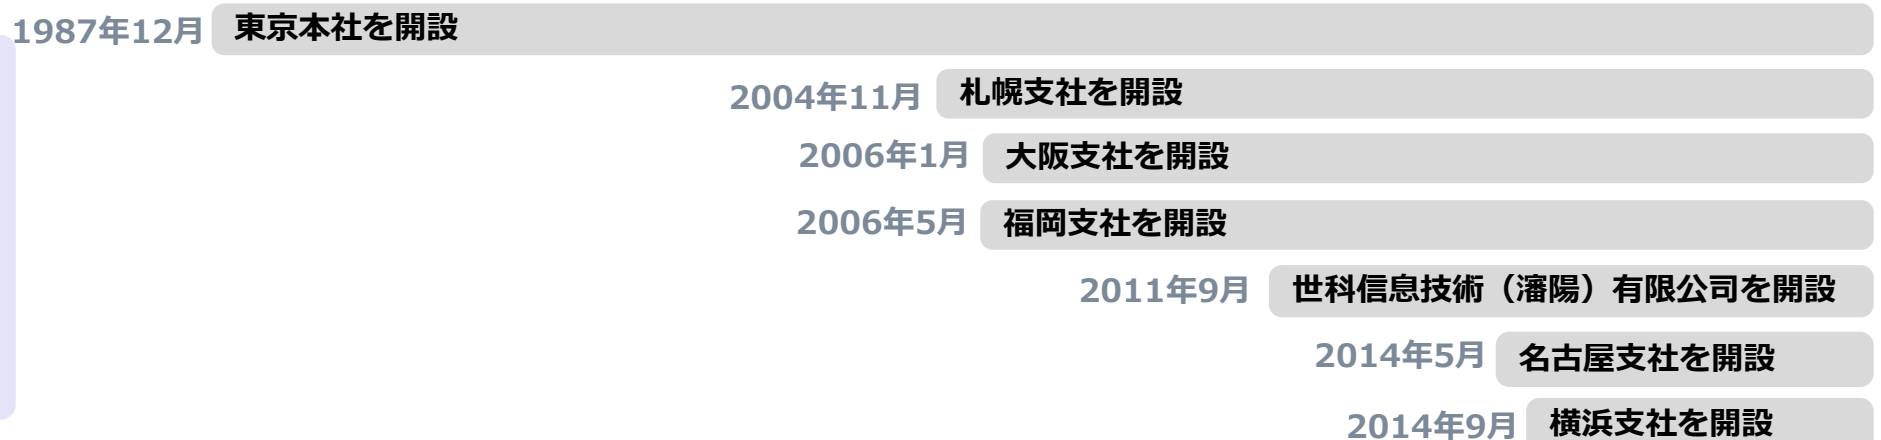 1987年12月 東京本社を開設
2004年11月 札幌支社を開設
2006年1月 大阪支社を開設
2006年5月 福岡支社を開設
2011年9月 世科信息技術（瀋陽）有限公司を開設
2014年5月 名古屋支社を開設
2014年9月 横浜支社を開設